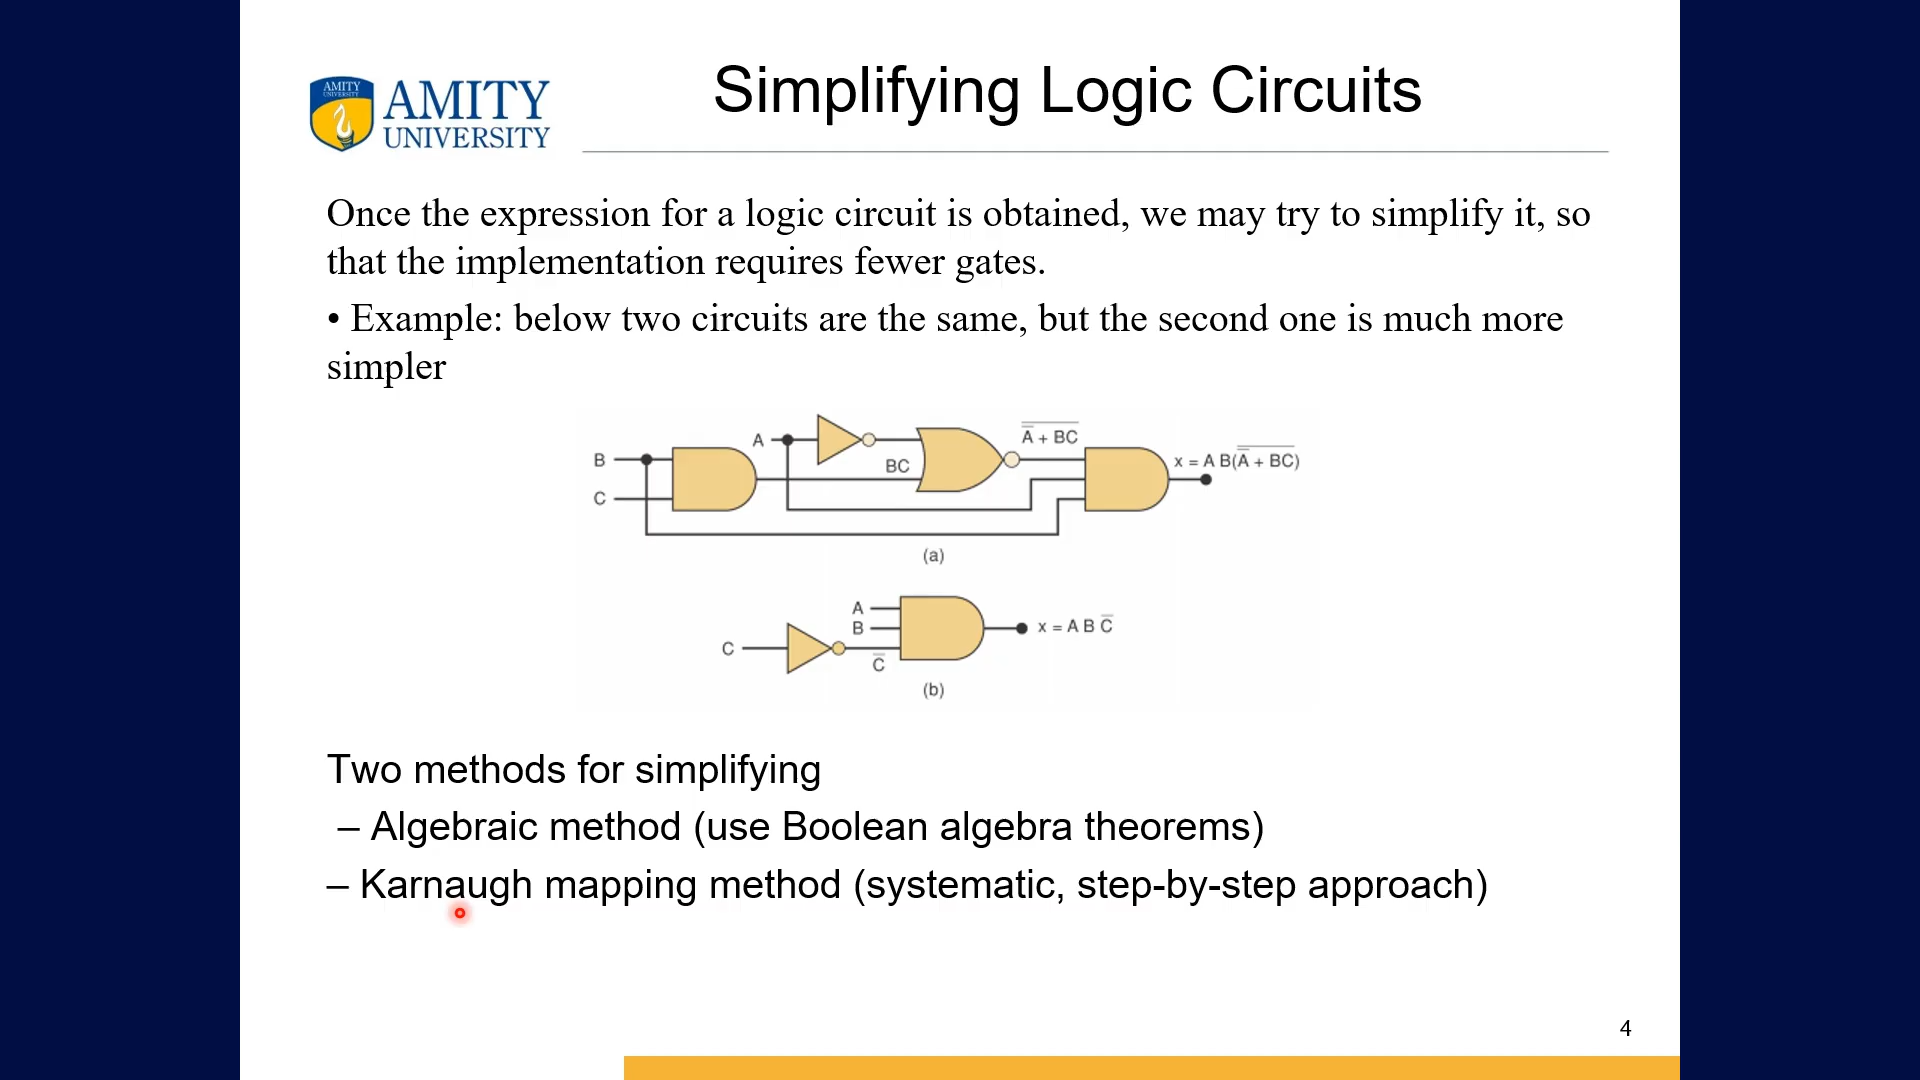 AMITY
UNIVERSITY
AMITY
UNIVERSITY
Simplifying Logic Circuits
Once the expression for a logic circuit is obtained, we may try to simplify it, so
that the implementation requires fewer gates.
• Example: below two circuits are the same, but the second one is much more
simpler
A
B
C
BC
A̅ + BC
x = A B(A̅ + BC)
(a)
A
B
C
C̅
x = A B C̅
(b)
Two methods for simplifying
– Algebraic method (use Boolean algebra theorems)
– Karnaugh mapping method (systematic, step-by-step approach)
4